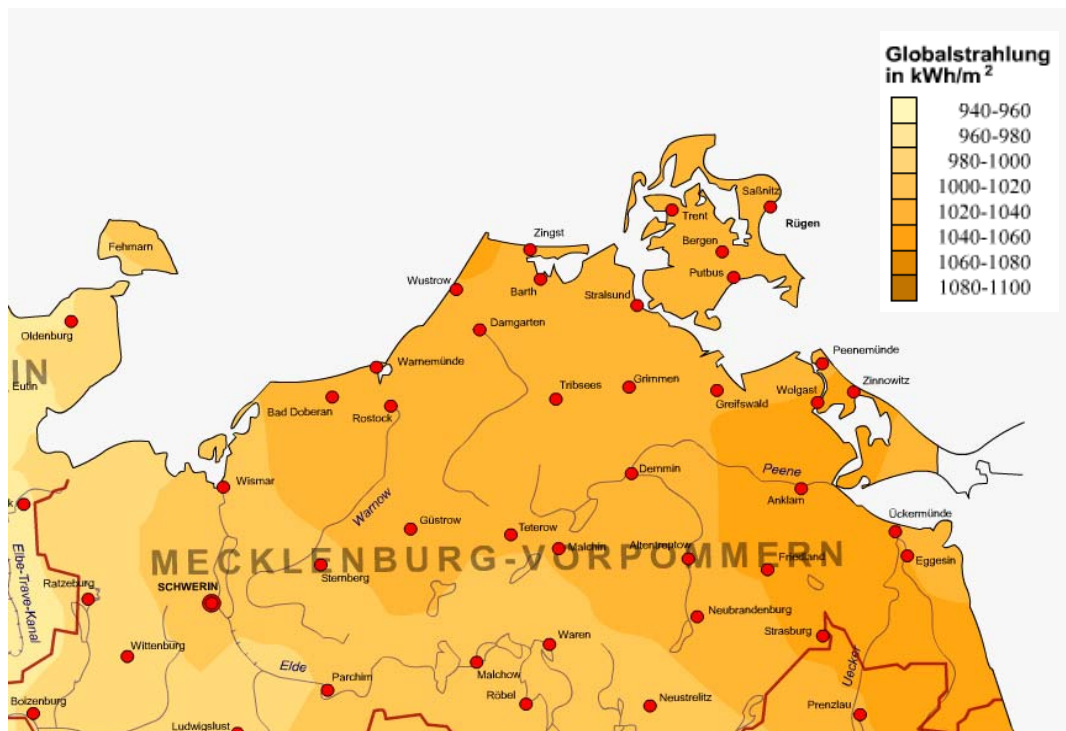 Globalstrahlung
in kWh/m²
940-960
960-980
980-1000
1000-1020
1020-1040
1040-1060
1060-1080
1080-1100
Saßnitz
Trent
Rügen
Zingst
Bergen
Fehmarn
Putbus
Wustrow
Barth
Stralsund
Oldenburg
Damgarten
Peenemünde
Warnemünde
IN
Eutin
Tribsees
Grimmen
Wolgast
Zinnowitz
Bad Doberan
Rostock
Greifswald
Wismar
Demmin
Peene
Anklam
k
Warnow
Ückermünde
Güstrow
Teterow
Malchin
Altentreptow
MECKLENBURG-VORPOMMERN
Friedland
Eggesin
Elbe-Trave-Kanal
Ratzeburg
SCHWERIN
Sternberg
Neubrandenburg
Strasburg
Wittenburg
Waren
Elde
Malchow
Uecker
Parchim
Boizenburg
Röbel
Neustrelitz
Prenzlau
Ludwigslust